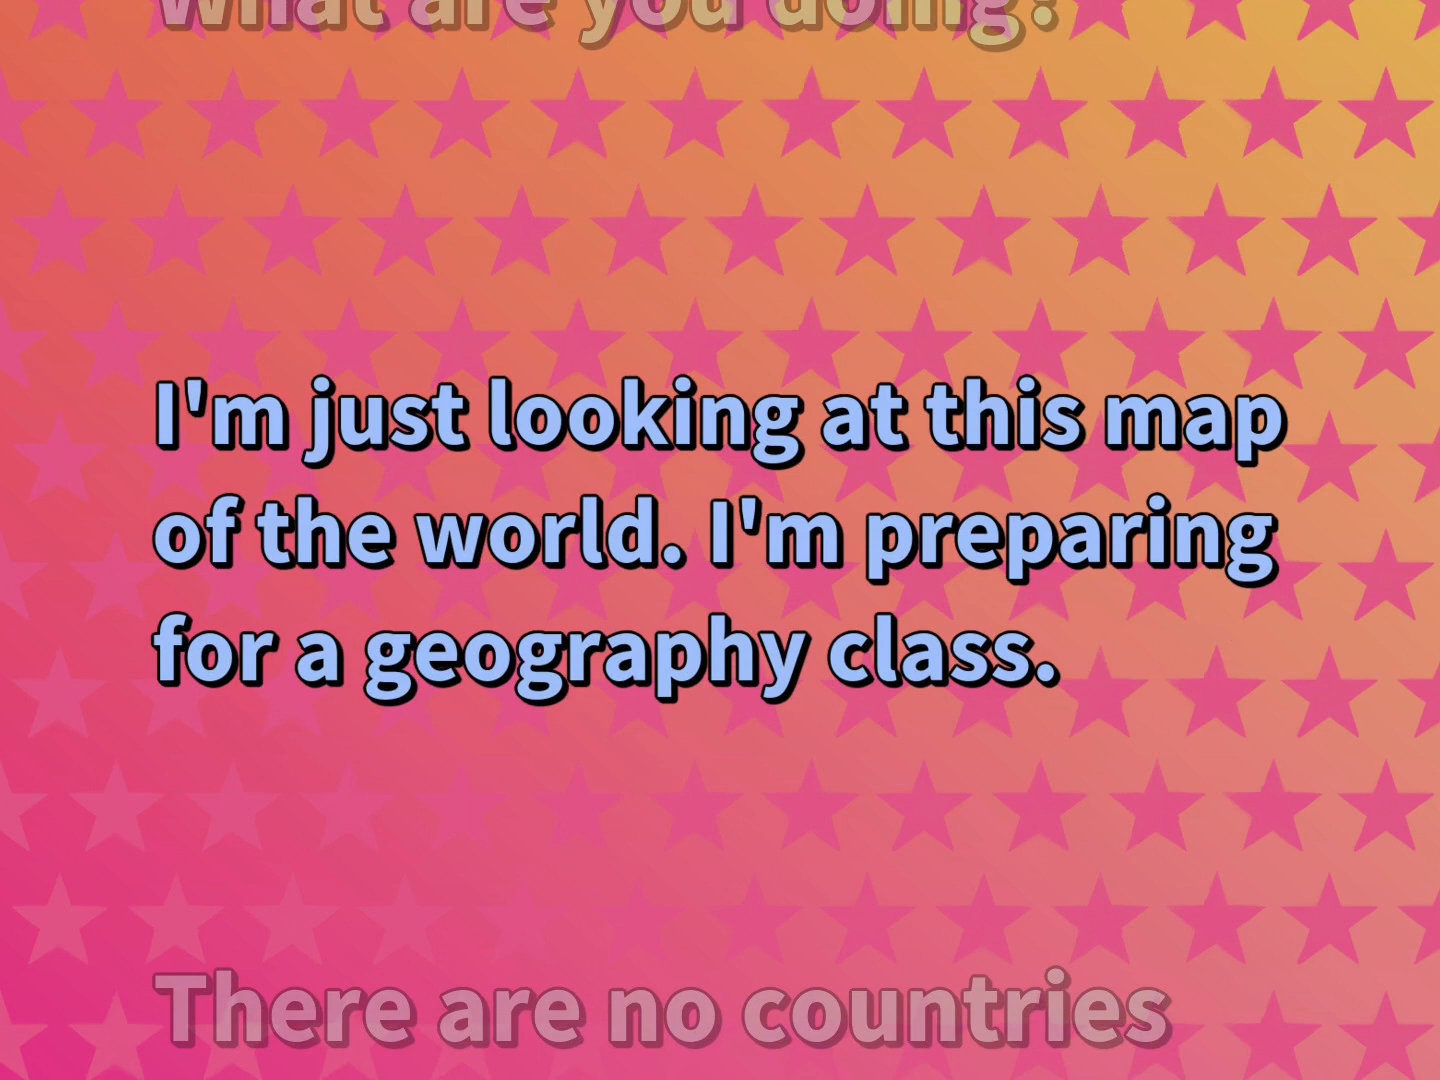 what are you doing?
I'm just looking at this map
of the world. I'm preparing
for a geography class.
There are no countries